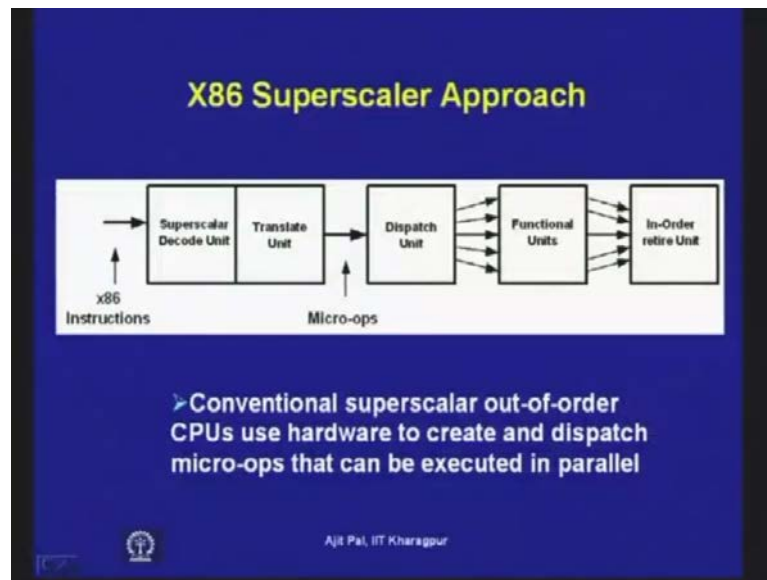 X86 Superscaler Approach
Superscalar
Decode Unit
Translate
Unit
Dispatch
Unit
Functional
Units
In-Order
retire Unit
x86
Instructions
Micro-ops
➢Conventional superscalar out-of-order
CPUs use hardware to create and dispatch
micro-ops that can be executed in parallel
Ajit Pal, IIT Kharagpur